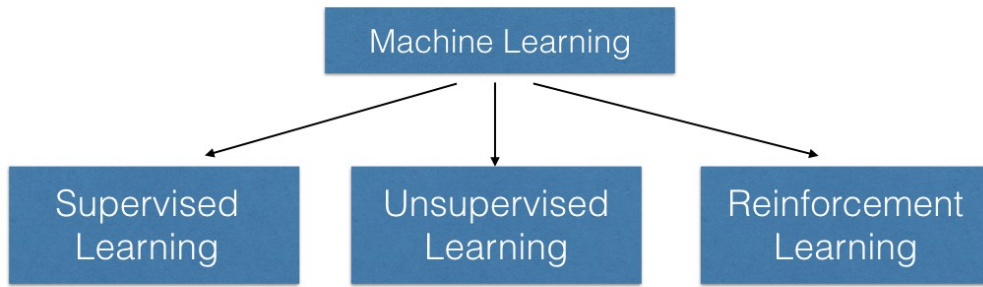 Machine Learning
Supervised
Learning
Unsupervised
Learning
Reinforcement
Learning